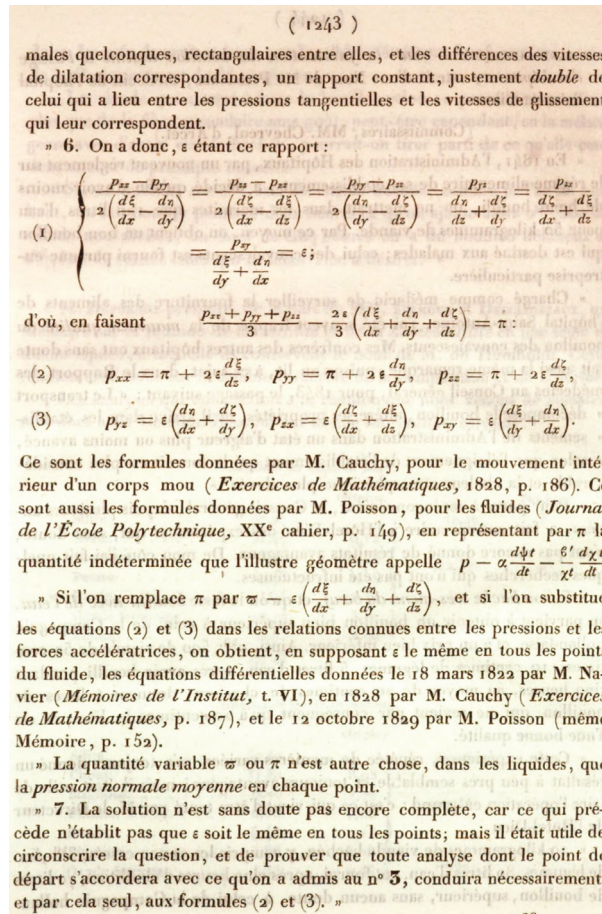 ( 1243 )
males quelconques, rectangulaires entre elles, et les différences des vitesses
de dilatation correspondantes, un rapport constant, justement double de
celui qui a lieu entre les pressions tangentielles et les vitesses de glissement
qui leur correspondent.
» 6. On a donc, ε étant ce rapport :
(1) { (p_xx − p_yy) / 2(dξ/dx − dη/dy) = (p_zz − p_xx) / 2(dζ/dz − dξ/dx) = (p_yy − p_zz) / 2(dη/dy − dζ/dz) = p_yz / (dη/dz + dζ/dy) = p_zx / (dζ/dx + dξ/dz)
= p_xy / (dξ/dy + dη/dx) = ε;
d'où, en faisant (p_xx + p_yy + p_zz)/3 − 2ε/3 (dξ/dx + dη/dy + dζ/dz) = π :
(2) p_xx = π + 2ε dξ/dz, p_yy = π + 2ε dη/dy, p_zz = π + 2ε dζ/dz,
(3) p_yz = ε(dη/dx + dζ/dy), p_zx = ε(dζ/dx + dξ/dz), p_xy = ε(dξ/dy + dη/dx).
Ce sont les formules données par M. Cauchy, pour le mouvement inté-
rieur d'un corps mou ( Exercices de Mathématiques, 1828, p. 186). C
sont aussi les formules données par M. Poisson, pour les fluides ( Journa
de l'École Polytechnique, XXe cahier, p. 149), en représentant par π l
quantité indéterminée que l'illustre géomètre appelle p − α dψt/dt − (ϐ'/χt) dχt/dt
» Si l'on remplace π par ϖ − ε(dξ/dx + dη/dy + dζ/dz), et si l'on substitue
les équations (2) et (3) dans les relations connues entre les pressions et le
forces accélératrices, on obtient, en supposant ε le même en tous les point
du fluide, les équations différentielles données le 18 mars 1822 par M. Na-
vier (Mémoires de l'Institut, t. VI), en 1828 par M. Cauchy ( Exercice
de Mathématiques, p. 187), et le 12 octobre 1829 par M. Poisson (même
Mémoire, p. 152).
» La quantité variable ϖ ou π n'est autre chose, dans les liquides, que
la pression normale moyenne en chaque point.
» 7. La solution n'est sans doute pas encore complète, car ce qui pré-
cède n'établit pas que ε soit le même en tous les points; mais il était utile de
circonscrire la question, et de prouver que toute analyse dont le point de
départ s'accordera avec ce qu'on a admis au n° 3, conduira nécessairement
et par cela seul, aux formules (2) et (3). »